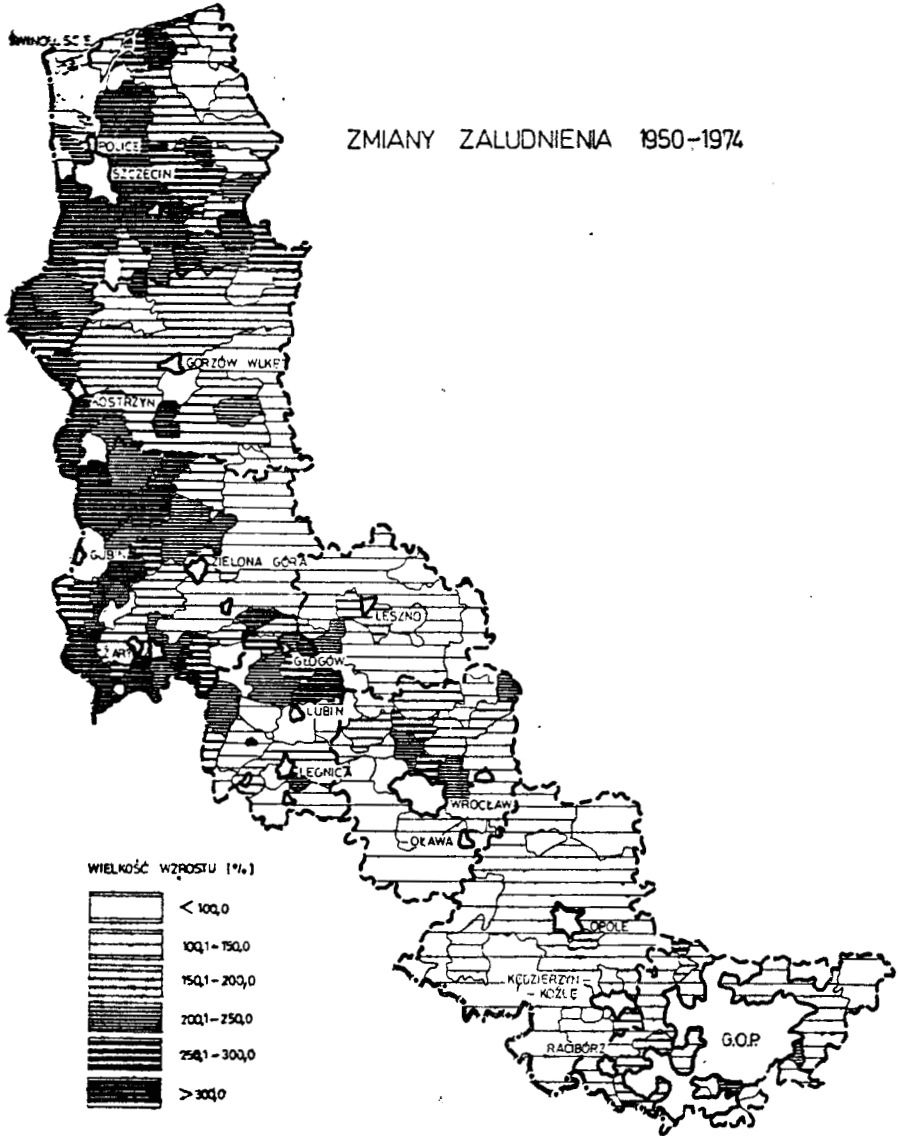 ŚWINOUJŚCIE
ZMIANY ZALUDNIENIA 1950-1974
POLICE
SZCZECIN
GORZÓW WLKP.
KOSTRZYN
GUBIN
ZIELONA GÓRA
LESZNO
ŻARY
GŁOGÓW
LUBIN
LEGNICA
WROCŁAW
OŁAWA
WIELKOŚĆ WZROSTU [%]
< 100,0
100,1-150,0
150,1-200,0
200,1-250,0
250,1-300,0
> 300,0
OPOLE
KĘDZIERZYN-
- KOŹLE
RACIBÓRZ
G.O.P.